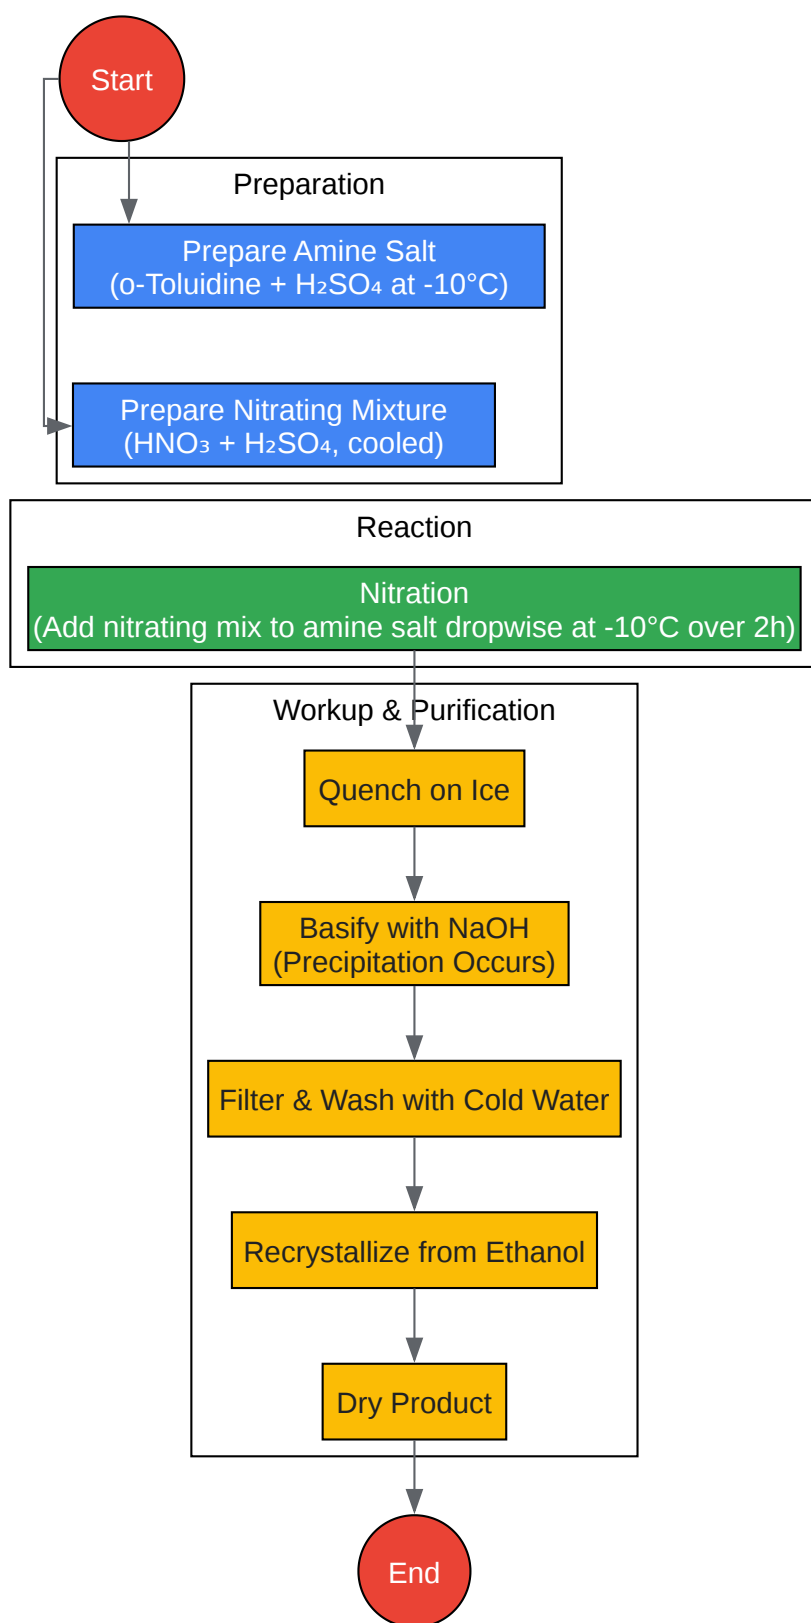 Start
Preparation
Prepare Amine Salt
(o-Toluidine + H₂SO₄ at -10°C)
Prepare Nitrating Mixture
(HNO₃ + H₂SO₄, cooled)
Reaction
Nitration
(Add nitrating mix to amine salt dropwise at -10°C over 2h)
Workup & Purification
Quench on Ice
Basify with NaOH
(Precipitation Occurs)
Filter & Wash with Cold Water
Recrystallize from Ethanol
Dry Product
End